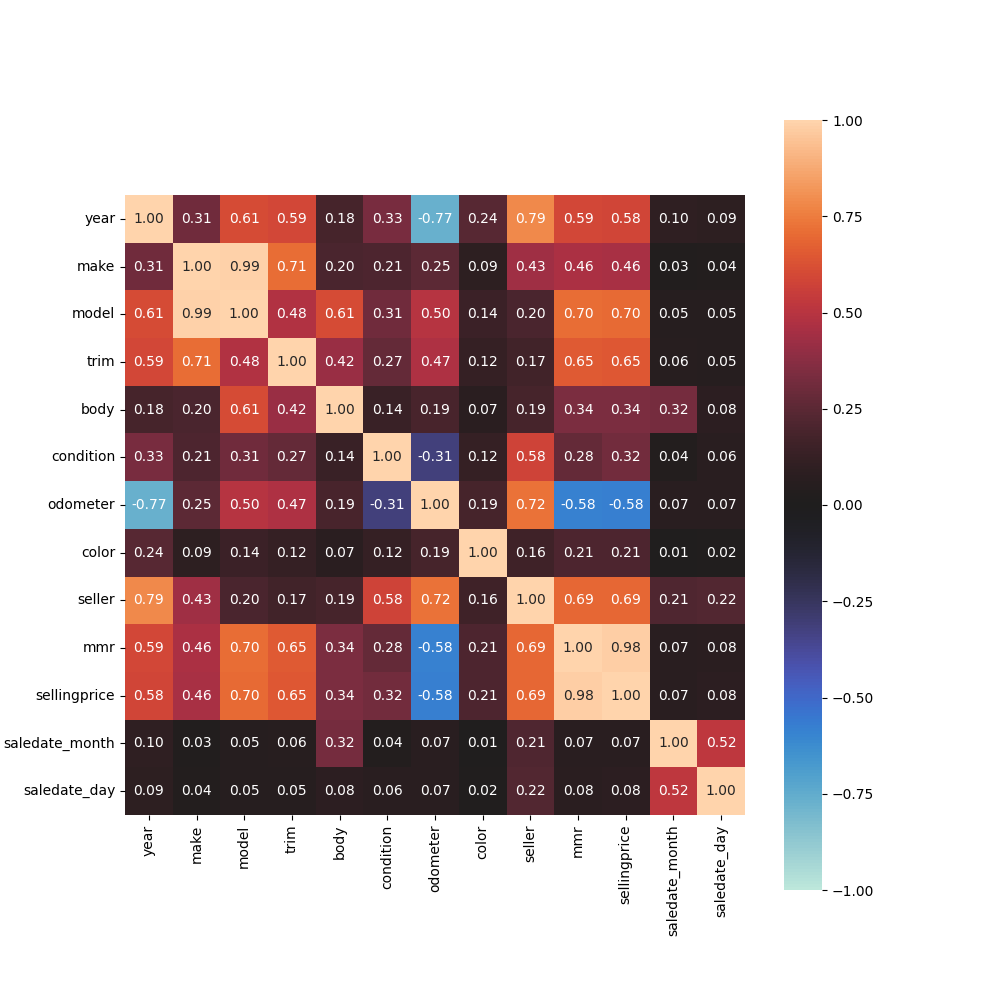 year 1.00 0.31 0.61 0.59 0.18 0.33 -0.77 0.24 0.79 0.59 0.58 0.10 0.09
make 0.31 1.00 0.99 0.71 0.20 0.21 0.25 0.09 0.43 0.46 0.46 0.03 0.04
model 0.61 0.99 1.00 0.48 0.61 0.31 0.50 0.14 0.20 0.70 0.70 0.05 0.05
trim 0.59 0.71 0.48 1.00 0.42 0.27 0.47 0.12 0.17 0.65 0.65 0.06 0.05
body 0.18 0.20 0.61 0.42 1.00 0.14 0.19 0.07 0.19 0.34 0.34 0.32 0.08
condition 0.33 0.21 0.31 0.27 0.14 1.00 -0.31 0.12 0.58 0.28 0.32 0.04 0.06
odometer -0.77 0.25 0.50 0.47 0.19 -0.31 1.00 0.19 0.72 -0.58 -0.58 0.07 0.07
color 0.24 0.09 0.14 0.12 0.07 0.12 0.19 1.00 0.16 0.21 0.21 0.01 0.02
seller 0.79 0.43 0.20 0.17 0.19 0.58 0.72 0.16 1.00 0.69 0.69 0.21 0.22
mmr 0.59 0.46 0.70 0.65 0.34 0.28 -0.58 0.21 0.69 1.00 0.98 0.07 0.08
sellingprice 0.58 0.46 0.70 0.65 0.34 0.32 -0.58 0.21 0.69 0.98 1.00 0.07 0.08
saledate_month 0.10 0.03 0.05 0.06 0.32 0.04 0.07 0.01 0.21 0.07 0.07 1.00 0.52
saledate_day 0.09 0.04 0.05 0.05 0.08 0.06 0.07 0.02 0.22 0.08 0.08 0.52 1.00
year
make
model
trim
body
condition
odometer
color
seller
mmr
sellingprice
saledate_month
saledate_day
1.00
0.75
0.50
0.25
0.00
−0.25
−0.50
−0.75
−1.00